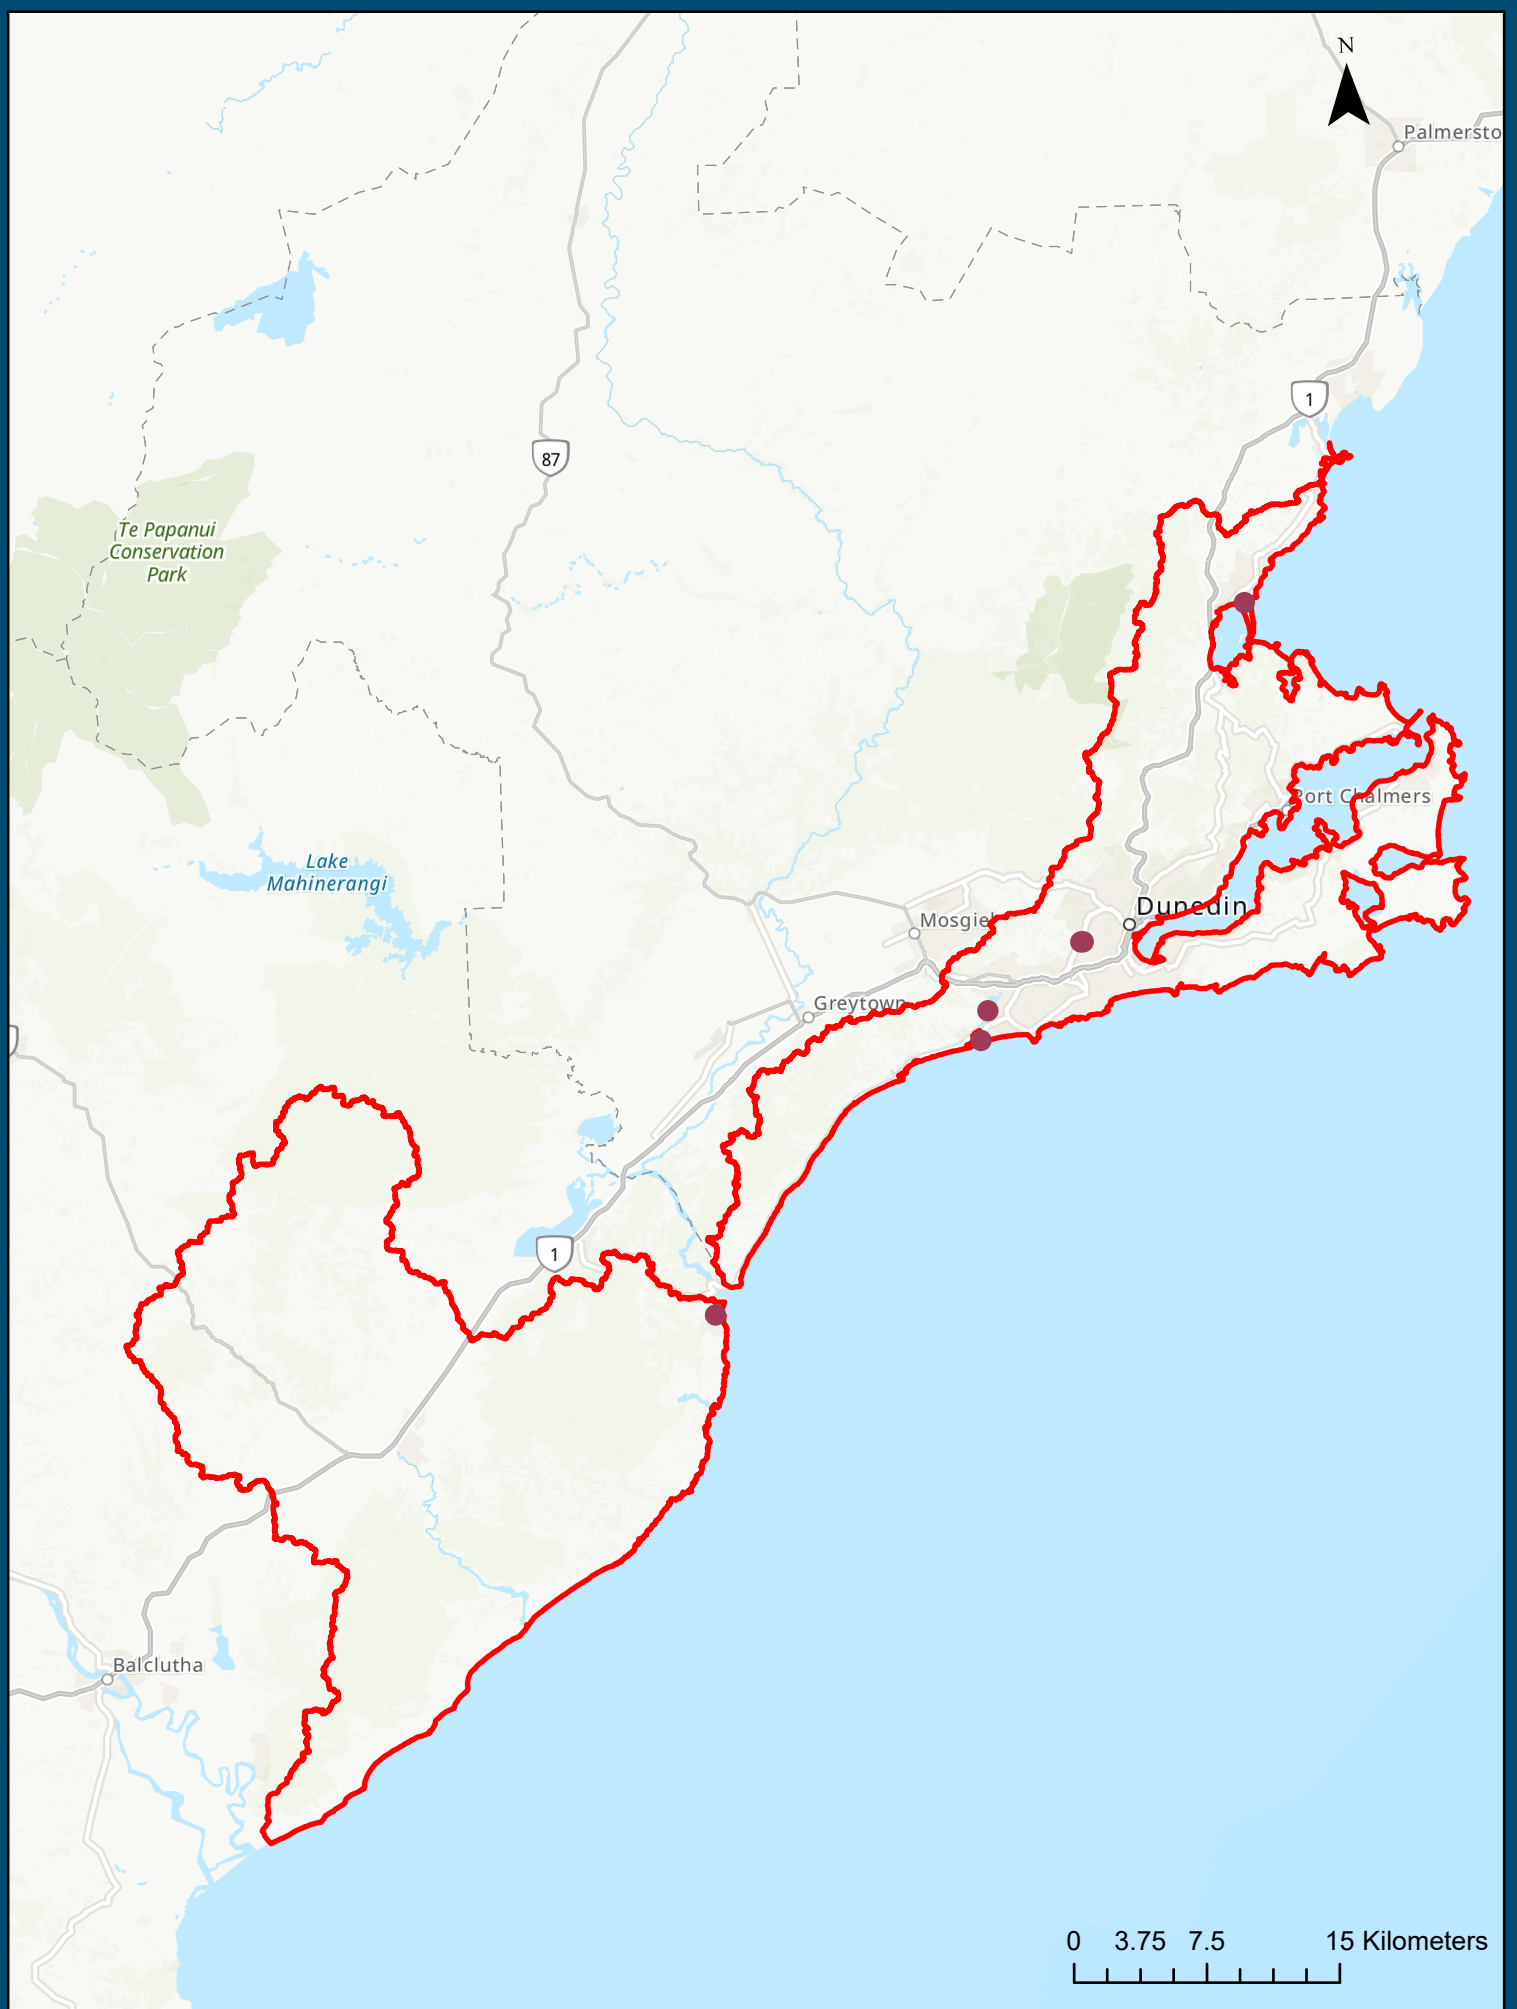 N
Palmersto
1
87
Te Papanui
Conservation
Park
Port Chalmers
Lake
Mahinerangi
Dunedin
Mosgiel
Greytown
1
Balclutha
0 3.75 7.5 15 Kilometers